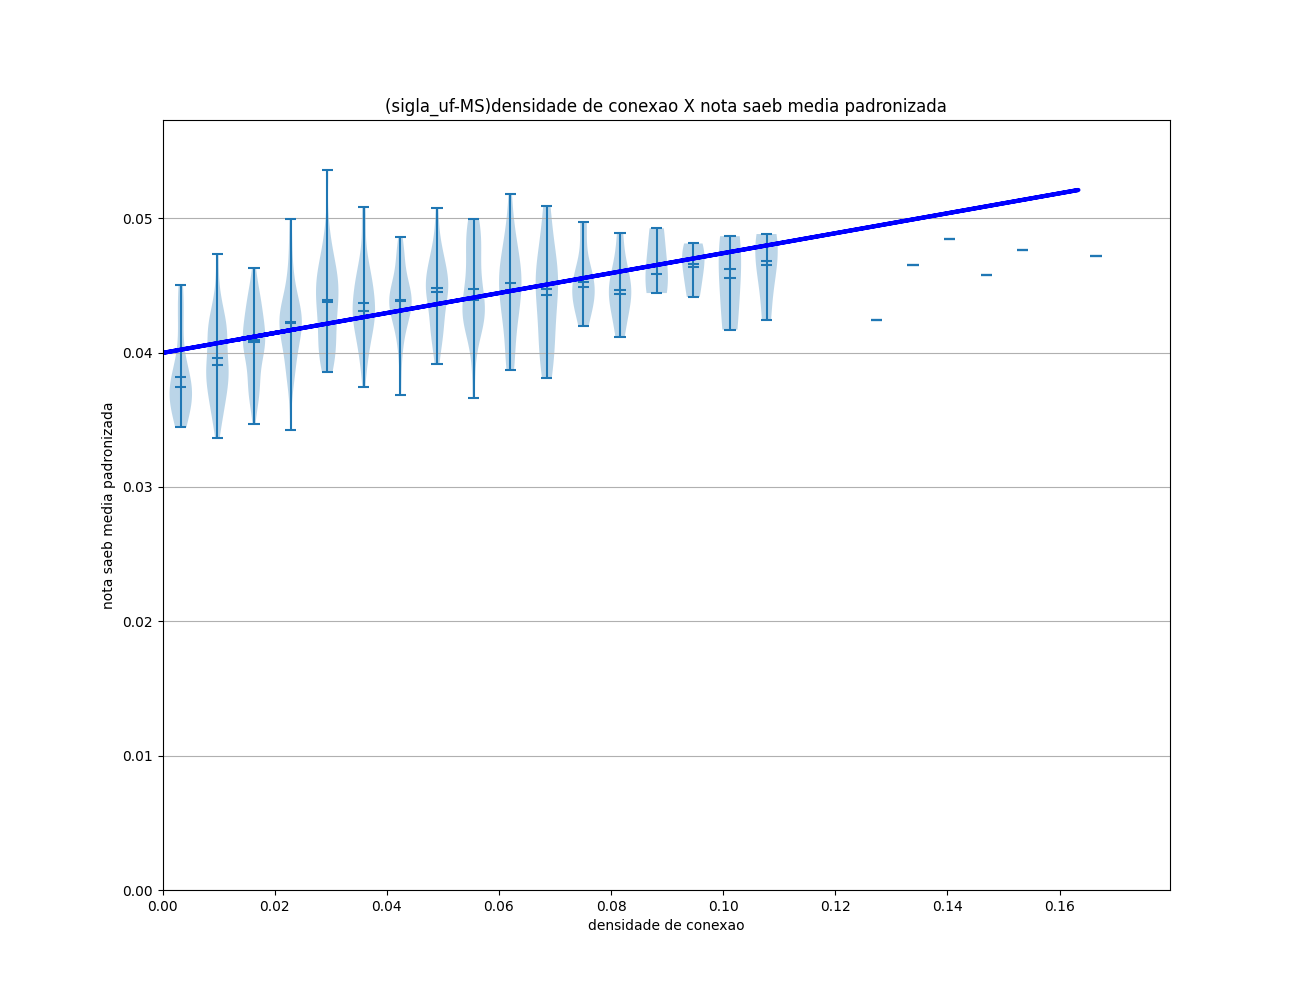 (sigla_uf-MS)densidade de conexao X nota saeb media padronizada
nota saeb media padronizada
0.05
0.04
0.03
0.02
0.01
0.00
0.00 0.02 0.04 0.06 0.08 0.10 0.12 0.14 0.16
densidade de conexao